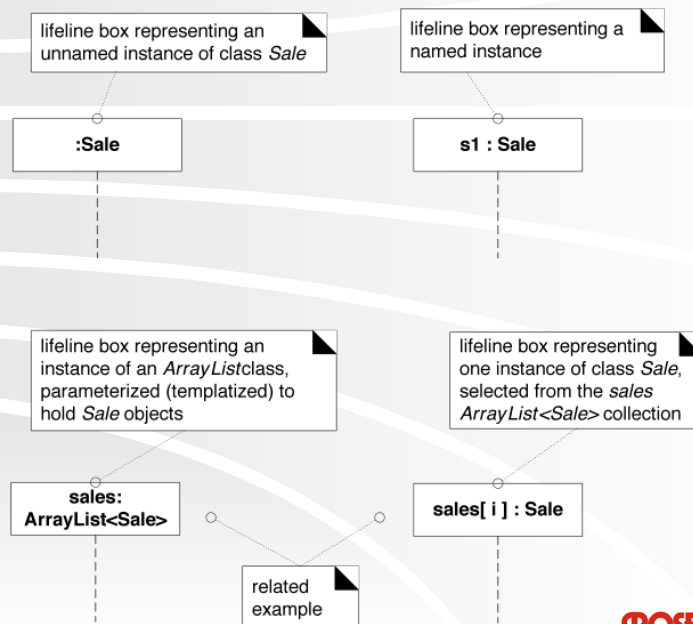 lifeline box representing an
unnamed instance of class Sale
lifeline box representing a
named instance
:Sale
s1 : Sale
lifeline box representing an
instance of an ArrayListclass,
parameterized (templatized) to
hold Sale objects
lifeline box representing
one instance of class Sale,
selected from the sales
ArrayList<Sale> collection
sales:
ArrayList<Sale>
sales[ i ] : Sale
related
example